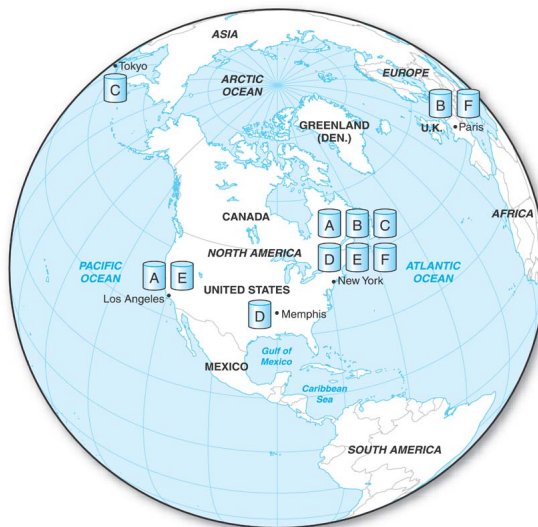 ASIA
Tokyo
C
ARCTIC
OCEAN
EUROPE
B F
GREENLAND
(DEN.)
U.K.
Paris
AFRICA
CANADA
A B C
NORTH AMERICA
D E F
PACIFIC
OCEAN
A E
ATLANTIC
OCEAN
Los Angeles
UNITED STATES
New York
D
Memphis
Gulf of
Mexico
MEXICO
Caribbean
Sea
SOUTH AMERICA